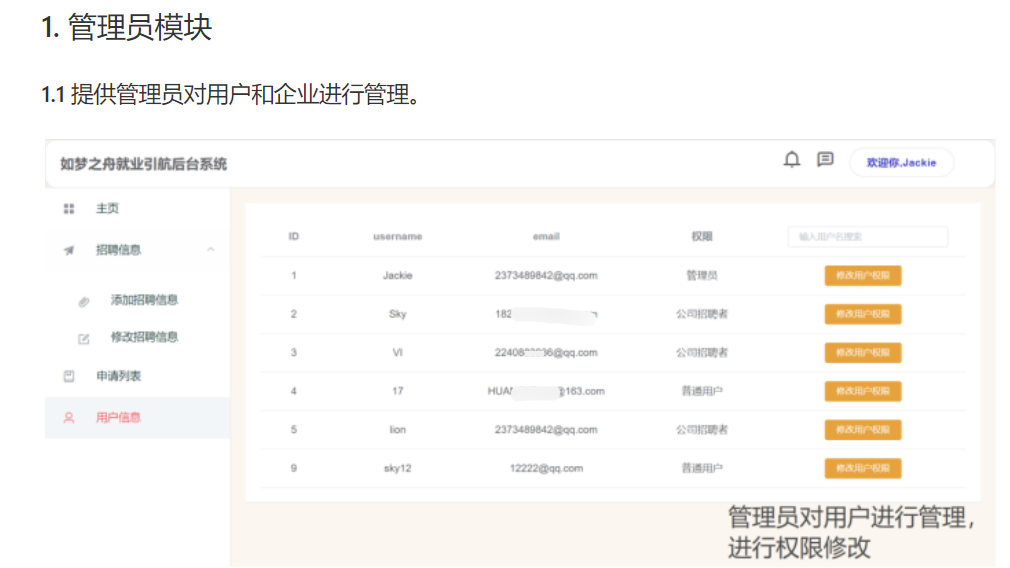 1. 管理员模块
1.1 提供管理员对用户和企业进行管理。
如梦之舟就业引航后台系统
欢迎你,Jackie
主页
招聘信息
添加招聘信息
修改招聘信息
申请列表
用户信息
ID username email 权限 输入用户名搜索
1 Jackie 2373489842@qq.com 管理员 修改用户权限
2 Sky 182 公司招聘者 修改用户权限
3 VI 22408 36@qq.com 公司招聘者 修改用户权限
4 17 HUA @163.com 普通用户 修改用户权限
5 lion 2373489842@qq.com 公司招聘者 修改用户权限
9 sky12 12222@qq.com 普通用户 修改用户权限
管理员对用户进行管理，
进行权限修改